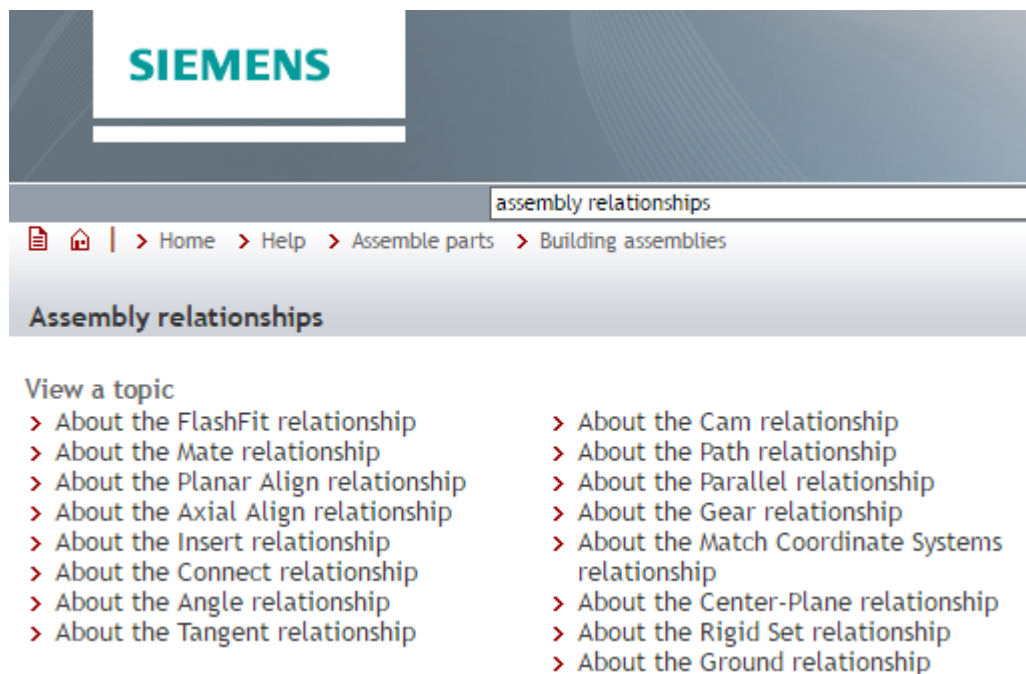 SIEMENS
assembly relationships
> Home > Help > Assemble parts > Building assemblies
Assembly relationships
View a topic
> About the FlashFit relationship
> About the Mate relationship
> About the Planar Align relationship
> About the Axial Align relationship
> About the Insert relationship
> About the Connect relationship
> About the Angle relationship
> About the Tangent relationship
> About the Cam relationship
> About the Path relationship
> About the Parallel relationship
> About the Gear relationship
> About the Match Coordinate Systems
relationship
> About the Center-Plane relationship
> About the Rigid Set relationship
> About the Ground relationship